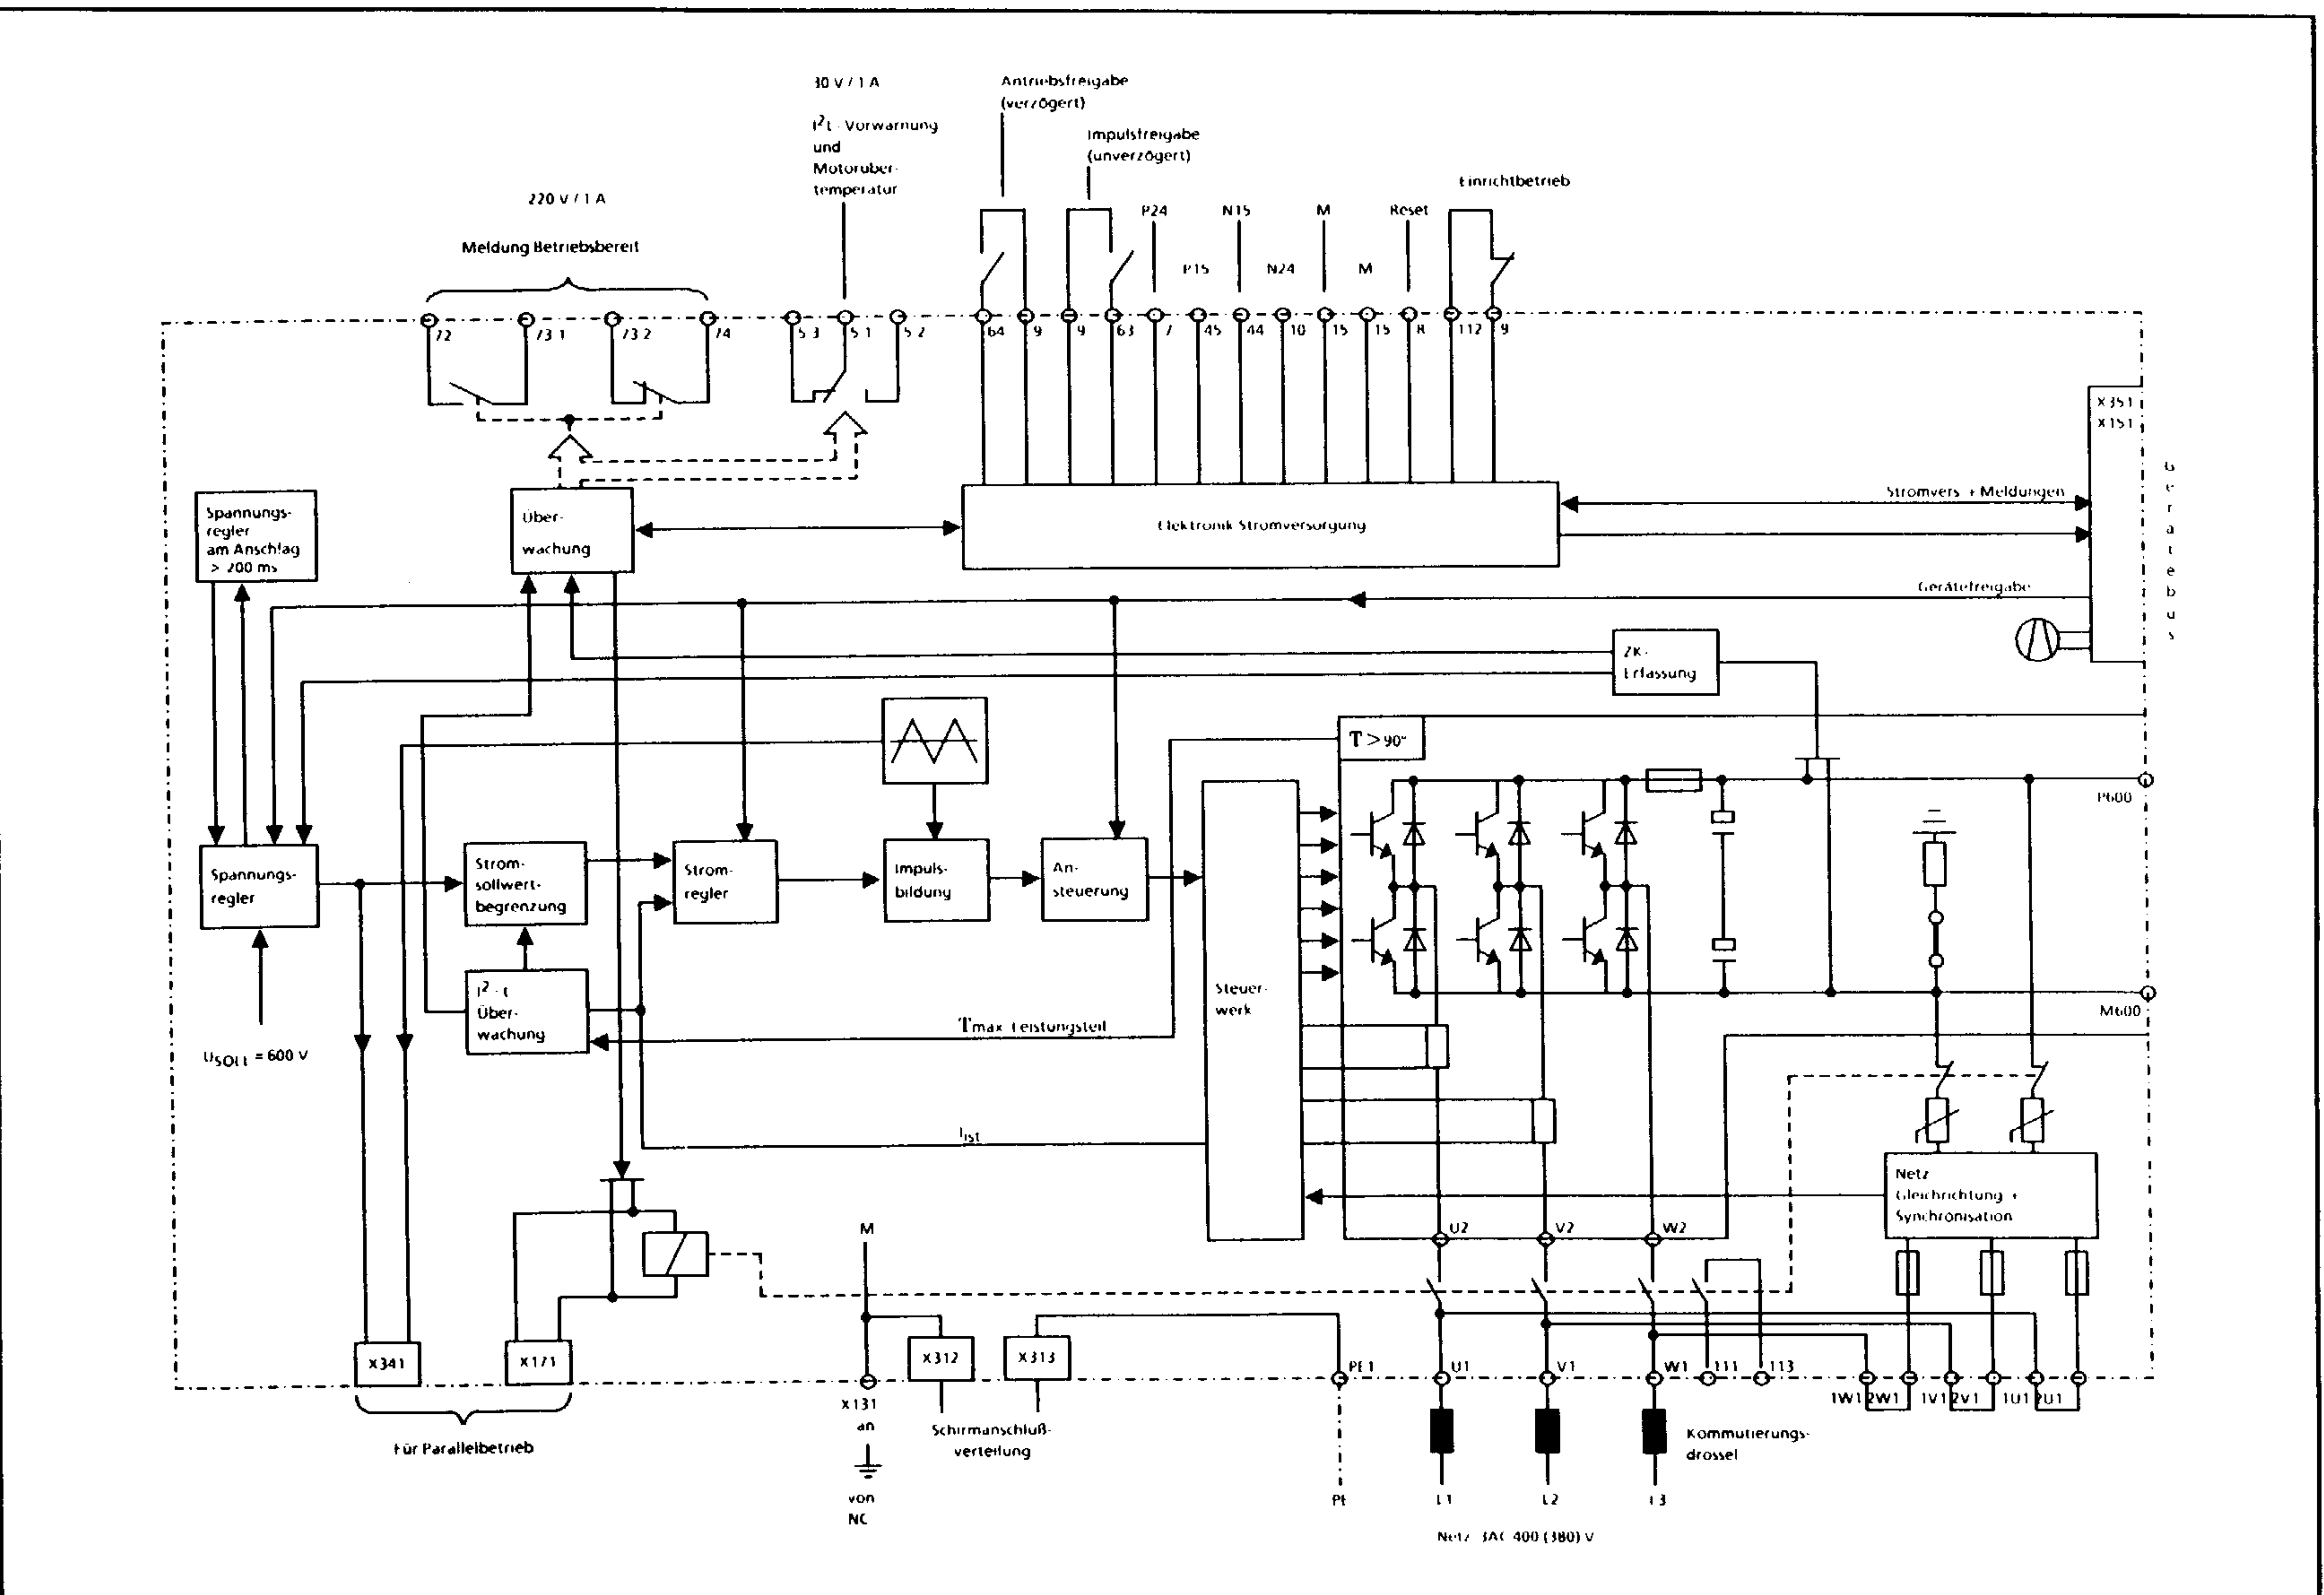 30 V / 1 A
I²t - Vorwarnung
und
Motorüber-
temperatur
Antriebsfreigabe
(verzögert)
Impulsfreigabe
(unverzögert)
220 V / 1 A
Meldung Betriebsbereit
P24
N15
M
Reset
Einrichtbetrieb
P15
N24
M
72
73 1
73 2
74
5 3
5 1
5 2
64
9
9
63
7
45
44
10
15
15
R
112
9
X351
X151
Gerätebus
Spannungs-
regler
am Anschlag
> 200 ms
Über-
wachung
Elektronik Stromversorgung
Stromvers. + Meldungen
Gerätefreigabe
ZK-
Erfassung
T > 90°
P600
Spannungs-
regler
Strom-
sollwert-
begrenzung
Strom-
regler
Impuls-
bildung
An-
steuerung
Steuer-
werk
I² - t
Über-
wachung
Tmax Leistungsteil
M600
USOLL = 600 V
Iist
Netz
Gleichrichtung +
Synchronisation
M
U2
V2
W2
X341
X171
X312
X313
PE1
U1
V1
W1
111
113
1W1
2W1
1V1
2V1
1U1
2U1
X131
an
Schirmanschluß-
verteilung
Kommutierungs-
drossel
Für Parallelbetrieb
von
NC
PE
L1
L2
L3
Netz 3AC 400 (380) V